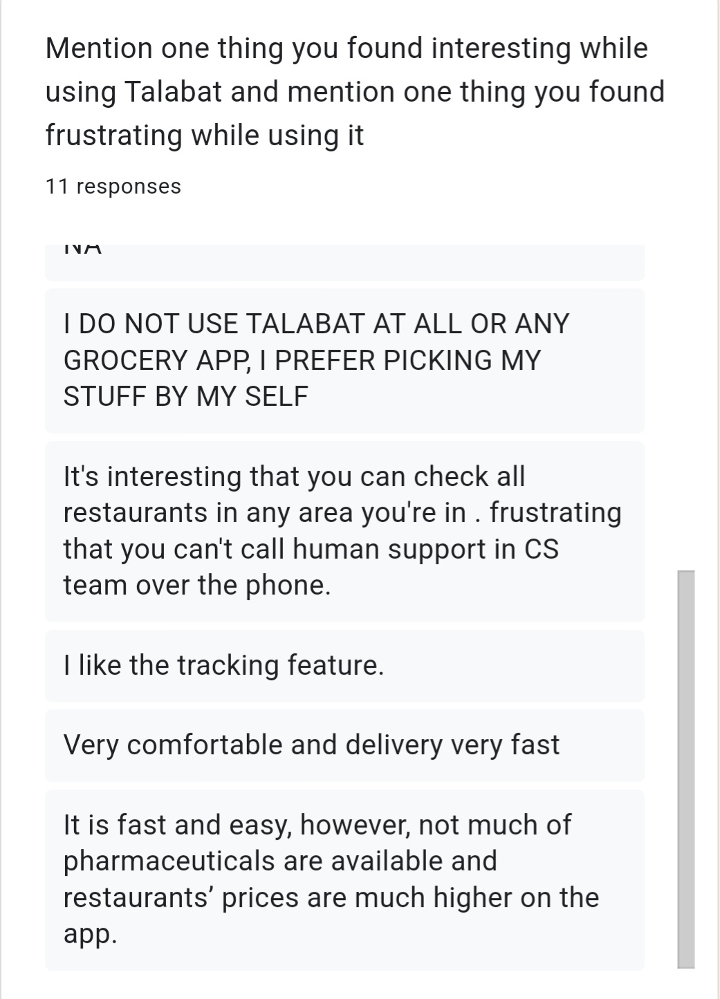 Mention one thing you found interesting while
using Talabat and mention one thing you found
frustrating while using it
11 responses
NA
I DO NOT USE TALABAT AT ALL OR ANY
GROCERY APP, I PREFER PICKING MY
STUFF BY MY SELF
It's interesting that you can check all
restaurants in any area you're in . frustrating
that you can't call human support in CS
team over the phone.
I like the tracking feature.
Very comfortable and delivery very fast
It is fast and easy, however, not much of
pharmaceuticals are available and
restaurants’ prices are much higher on the
app.